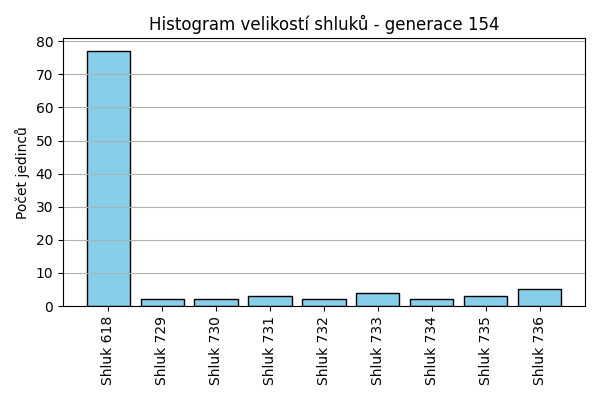 Histogram velikostí shluků - generace 154
Počet jedinců
80
70
60
50
40
30
20
10
0
Shluk 618
Shluk 729
Shluk 730
Shluk 731
Shluk 732
Shluk 733
Shluk 734
Shluk 735
Shluk 736